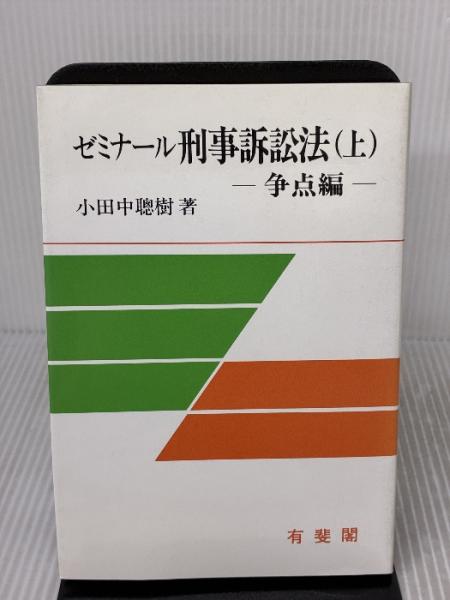 ゼミナール刑事訴訟法(上)
─ 争点編 ─
小田中聰樹 著
有斐閣